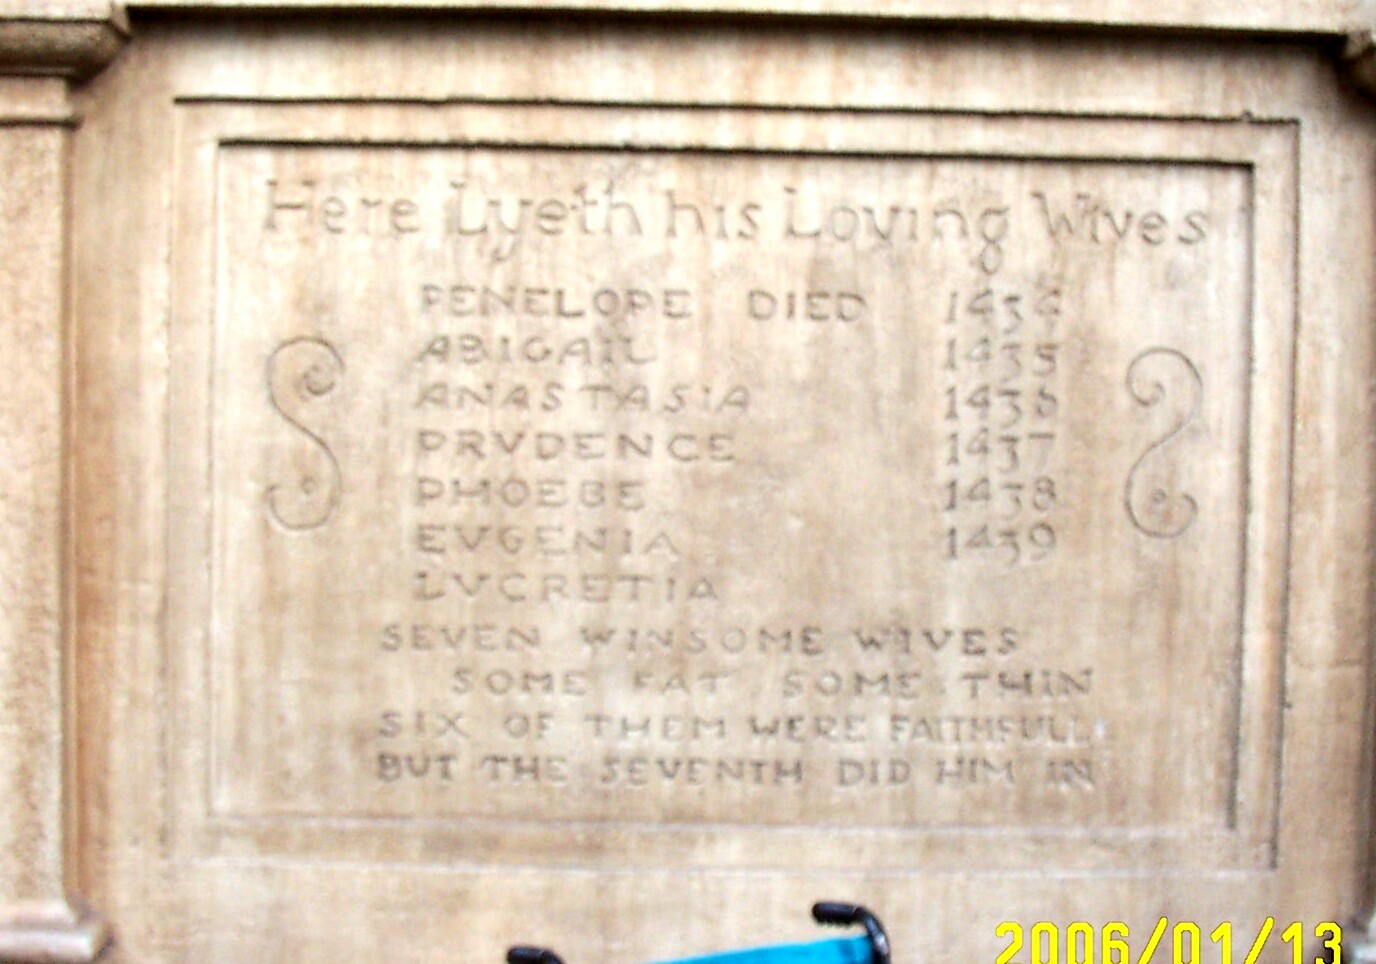 Here Lyeth his Loving Wives
PENELOPE DIED 1434
ABIGAIL 1435
ANASTASIA 1436
PRVDENCE 1437
PHOEBE 1438
EVGENIA 1439
LVCRETIA
SEVEN WINSOME WIVES
SOME FAT SOME THIN
SIX OF THEM WERE FAITHFULL
BUT THE SEVENTH DID HIM IN
2006/01/13